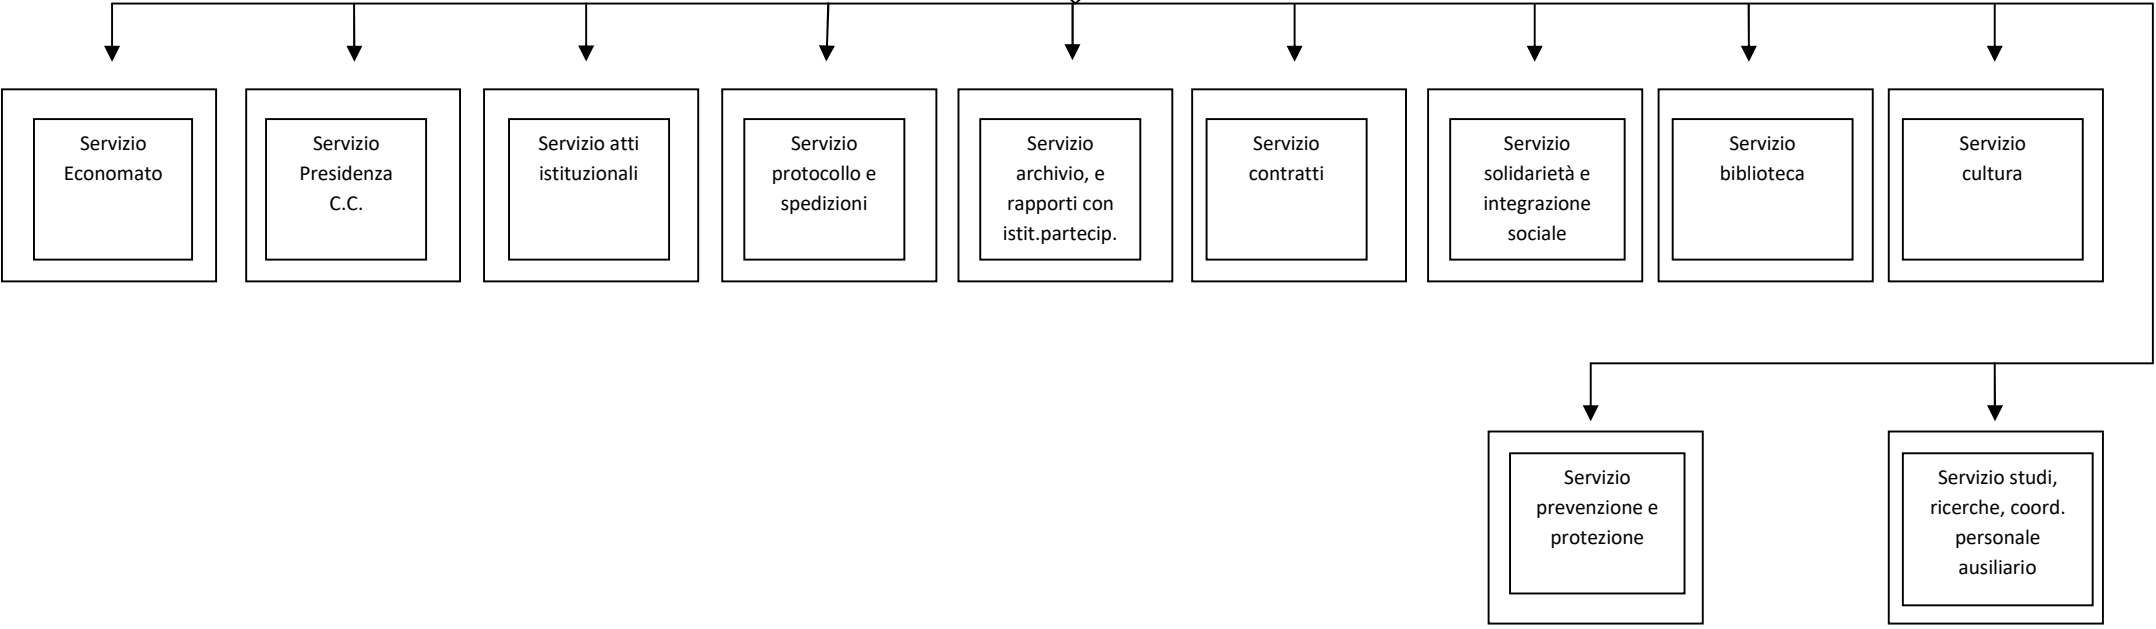 Servizio
Economato
Servizio
Presidenza
C.C.
Servizio atti
istituzionali
Servizio
protocollo e
spedizioni
Servizio
archivio, e
rapporti con
istit.partecip.
Servizio
contratti
Servizio
solidarietà e
integrazione
sociale
Servizio
biblioteca
Servizio
cultura
Servizio
prevenzione e
protezione
Servizio studi,
ricerche, coord.
personale
ausiliario